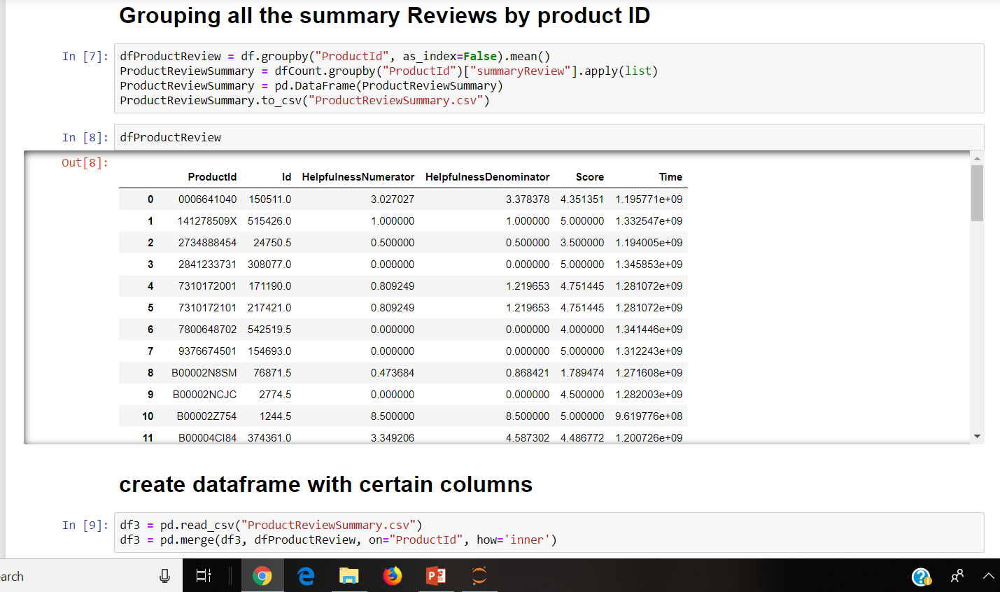 Grouping all the summary Reviews by product ID
In [7]: dfProductReview = df.groupby("ProductId", as_index=False).mean()
ProductReviewSummary = dfCount.groupby("ProductId")["summaryReview"].apply(list)
ProductReviewSummary = pd.DataFrame(ProductReviewSummary)
ProductReviewSummary.to_csv("ProductReviewSummary.csv")
In [8]: dfProductReview
Out[8]:
ProductId Id HelpfulnessNumerator HelpfulnessDenominator Score Time
0 0006641040 150511.0 3.027027 3.378378 4.351351 1.195771e+09
1 141278509X 515426.0 1.000000 1.000000 5.000000 1.332547e+09
2 2734888454 24750.5 0.500000 0.500000 3.500000 1.194005e+09
3 2841233731 308077.0 0.000000 0.000000 5.000000 1.345853e+09
4 7310172001 171190.0 0.809249 1.219653 4.751445 1.281072e+09
5 7310172101 217421.0 0.809249 1.219653 4.751445 1.281072e+09
6 7800648702 542519.5 0.000000 0.000000 4.000000 1.341446e+09
7 9376674501 154693.0 0.000000 0.000000 5.000000 1.312243e+09
8 B00002N8SM 76871.5 0.473684 0.868421 1.789474 1.271608e+09
9 B00002NCJC 2774.5 0.000000 0.000000 4.500000 1.282003e+09
10 B00002Z754 1244.5 8.500000 8.500000 5.000000 9.619776e+08
11 B00004CI84 374361.0 3.349206 4.587302 4.486772 1.200726e+09
create dataframe with certain columns
In [9]: df3 = pd.read_csv("ProductReviewSummary.csv")
df3 = pd.merge(df3, dfProductReview, on="ProductId", how='inner')
arch